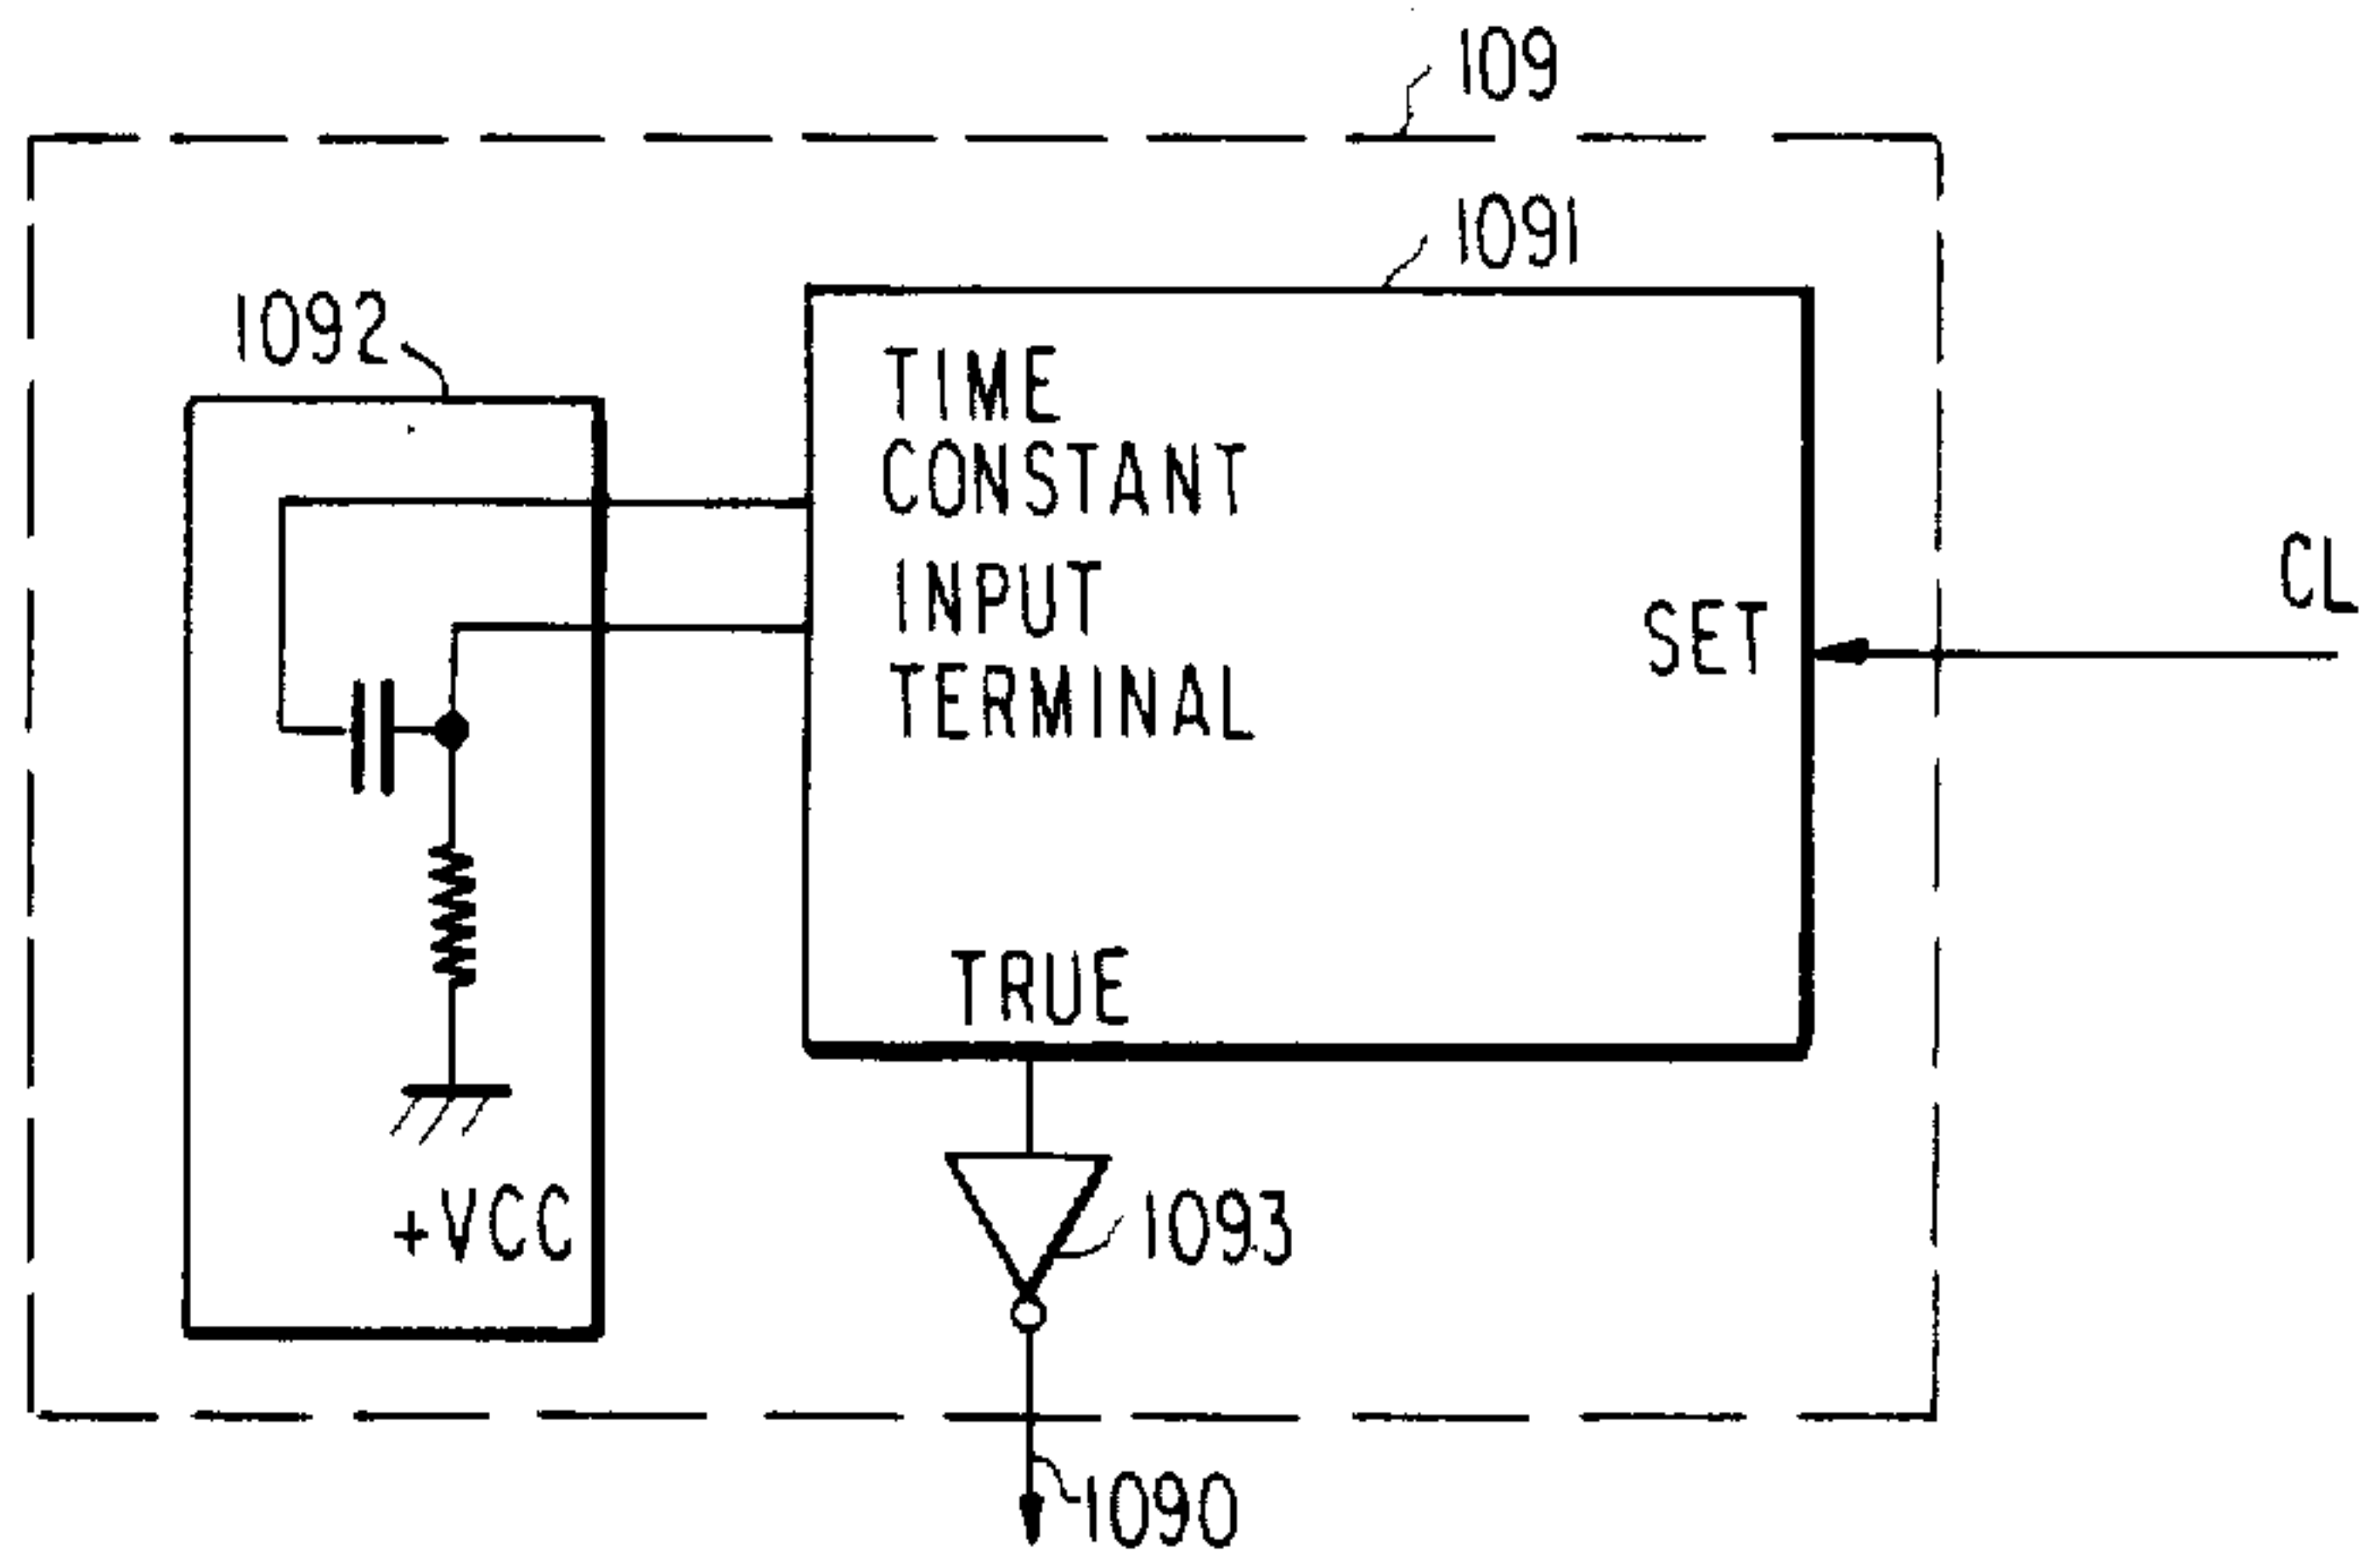 109
1091
1092
TIME
CONSTANT
INPUT
TERMINAL
CL
SET
TRUE
+VCC
1093
1090